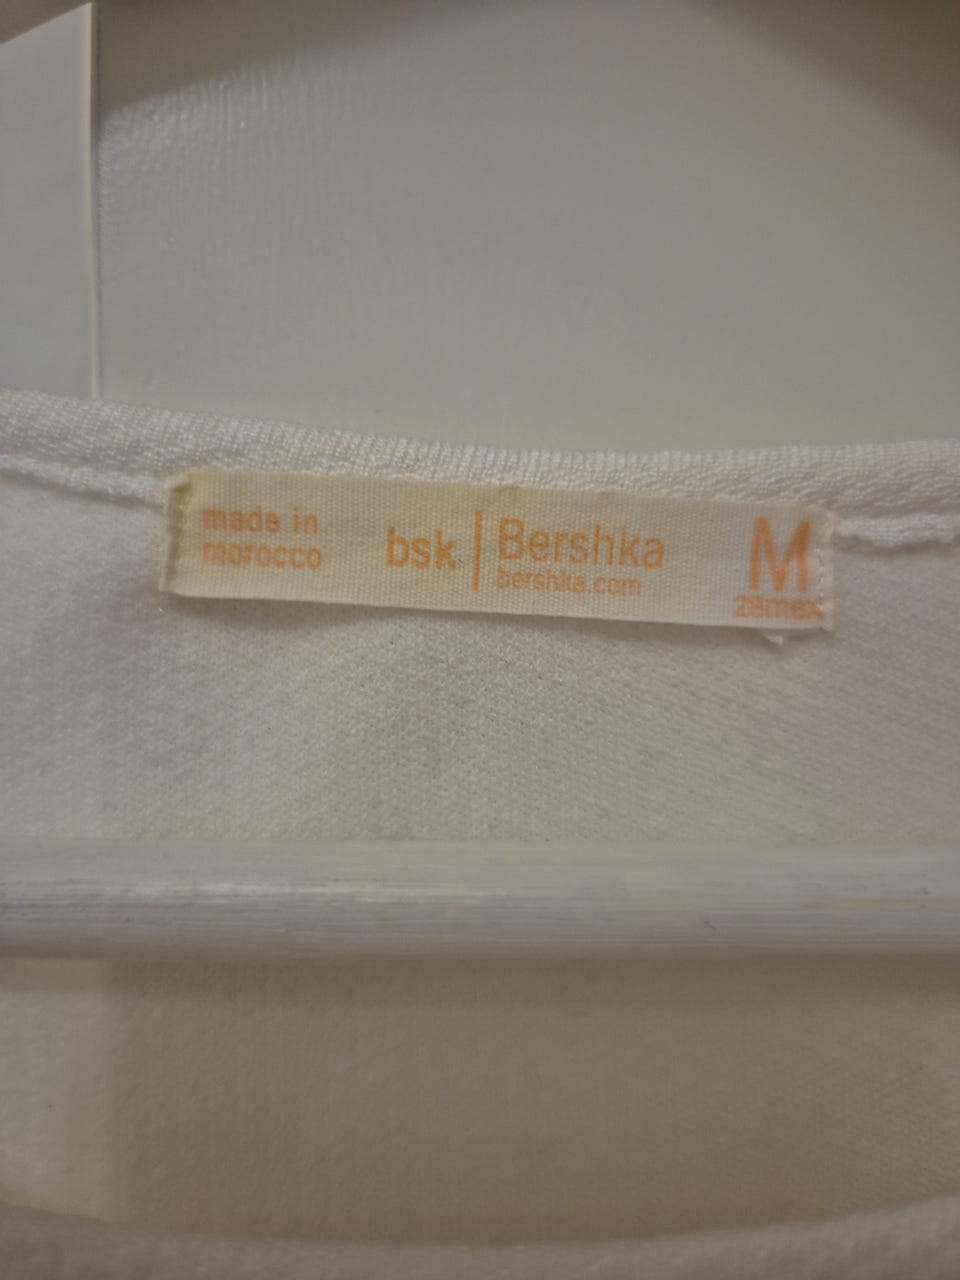 made in
morocco
bsk | Bershka
bershka.com
M
28mex